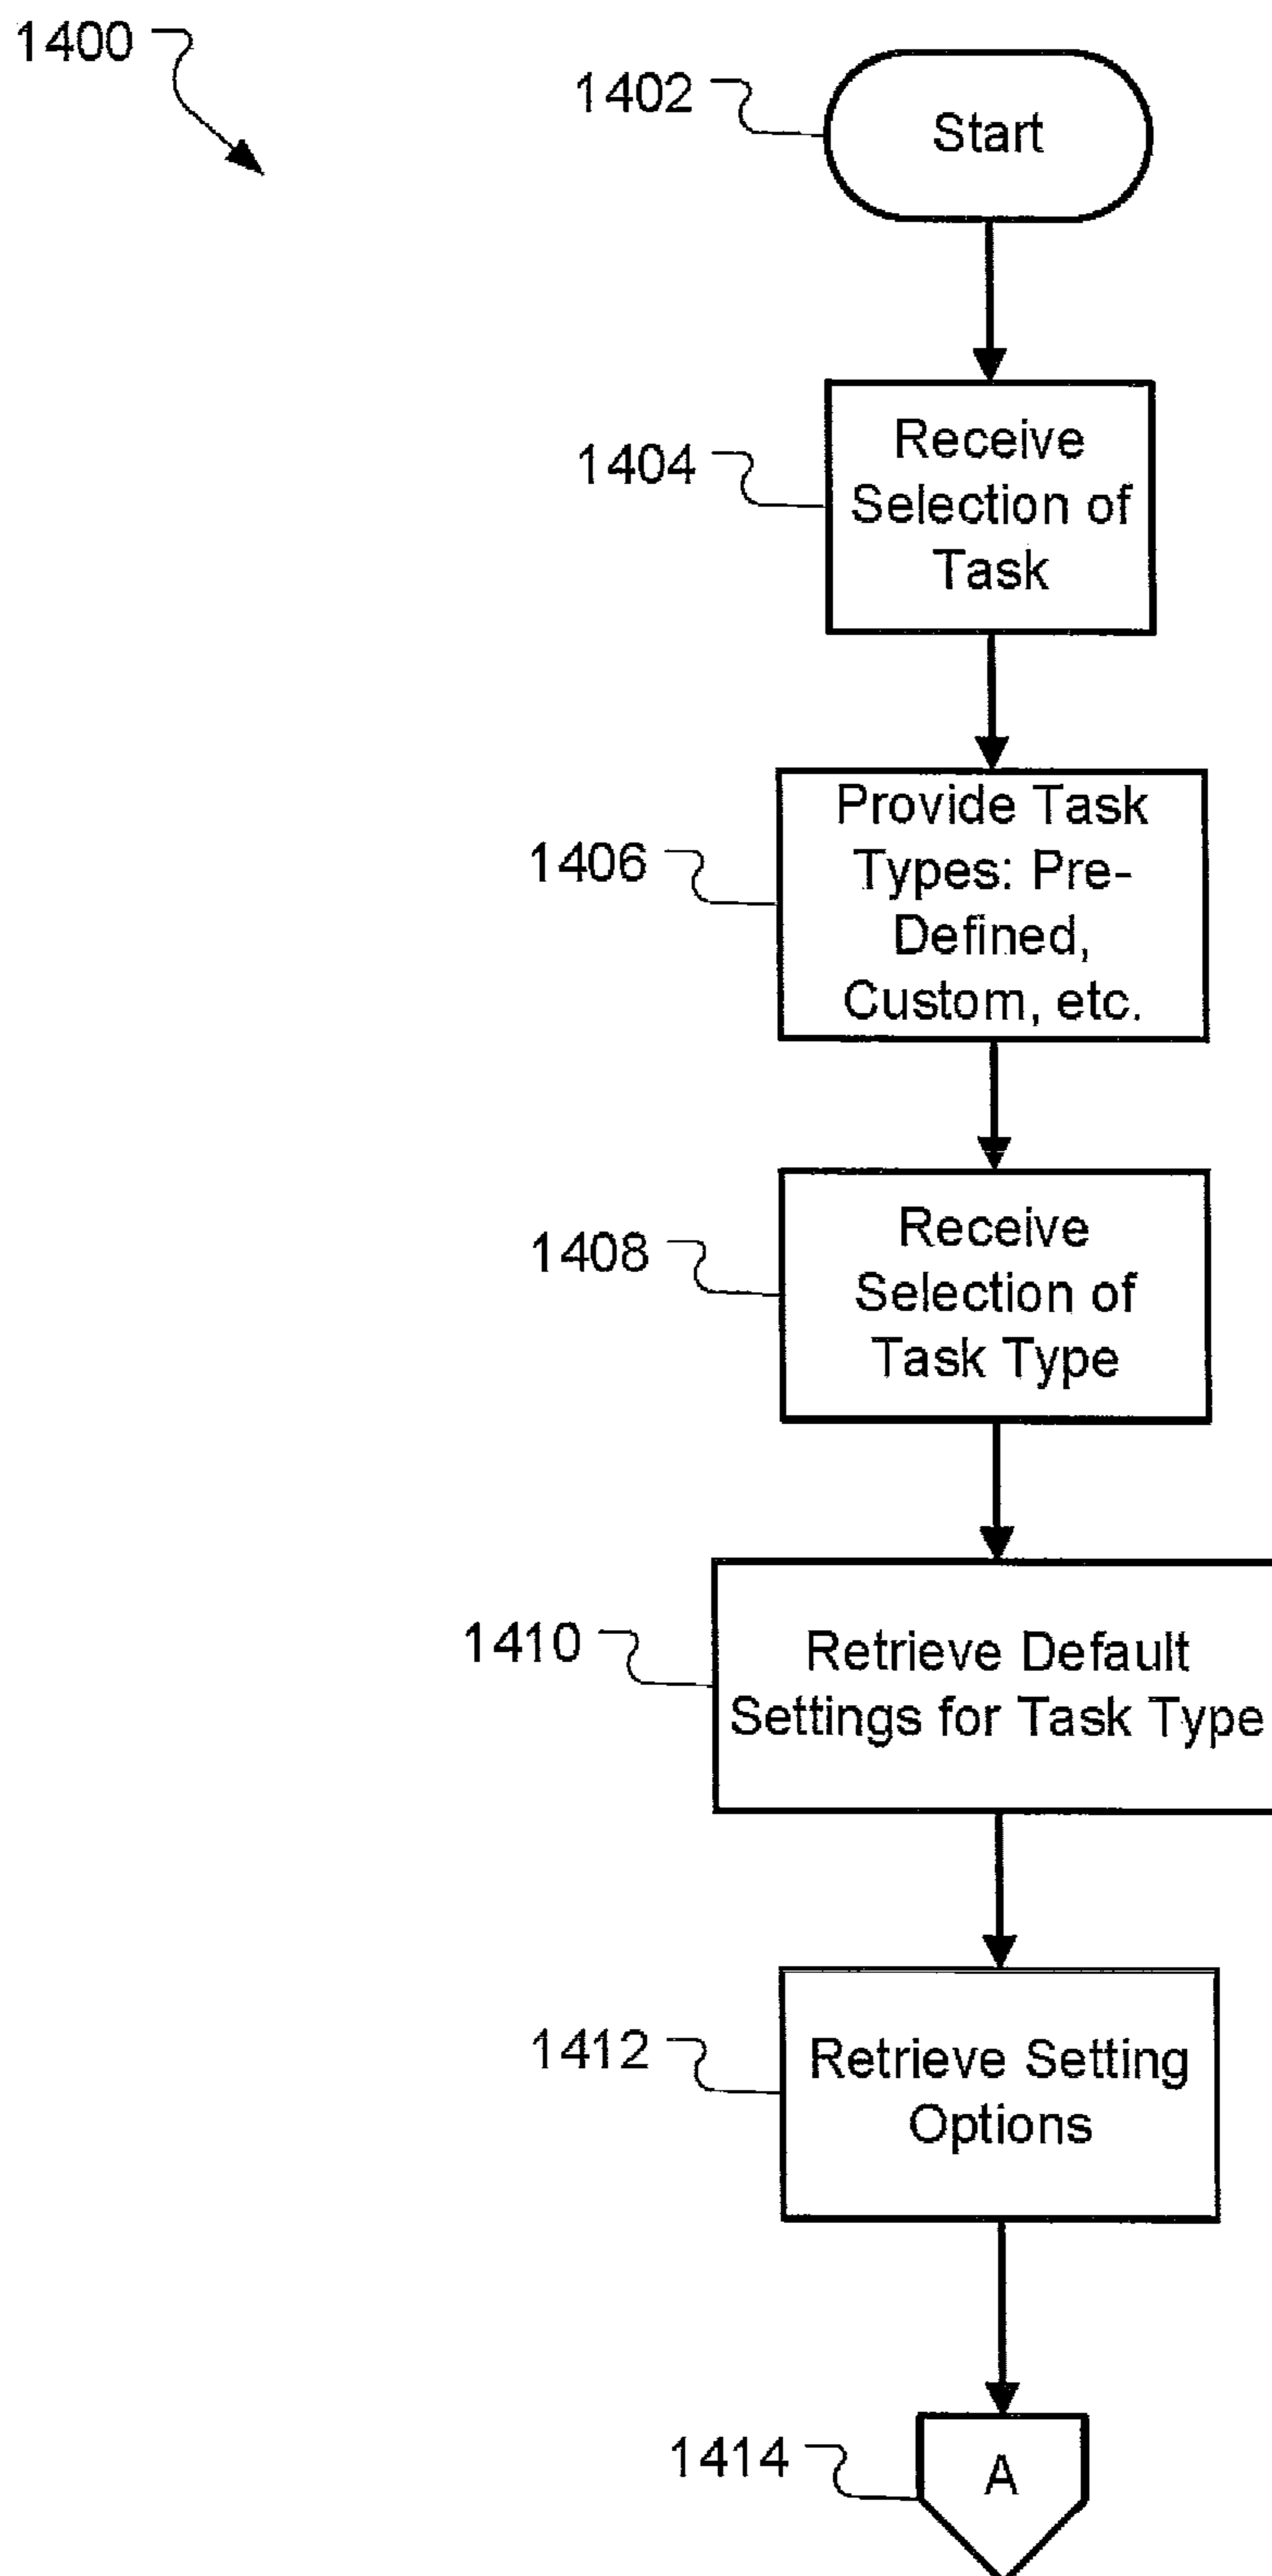 1400
1402
Start
1404
Receive
Selection of
Task
1406
Provide Task
Types: Pre-
Defined,
Custom, etc.
1408
Receive
Selection of
Task Type
1410
Retrieve Default
Settings for Task Type
1412
Retrieve Setting
Options
1414
A